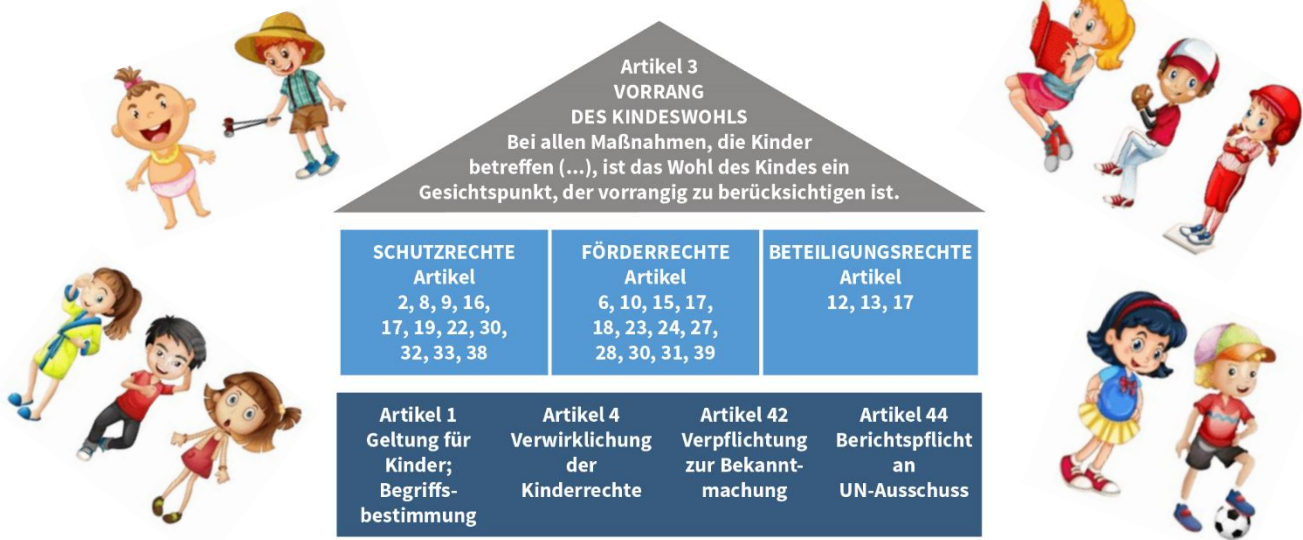 Artikel 3
VORRANG
DES KINDESWOHLS
Bei allen Maßnahmen, die Kinder
betreffen (...), ist das Wohl des Kindes ein
Gesichtspunkt, der vorrangig zu berücksichtigen ist.
SCHUTZRECHTE
Artikel
2, 8, 9, 16,
17, 19, 22, 30,
32, 33, 38
FÖRDERRECHTE
Artikel
6, 10, 15, 17,
18, 23, 24, 27,
28, 30, 31, 39
BETEILIGUNGSRECHTE
Artikel
12, 13, 17
Artikel 1
Geltung für
Kinder;
Begriffs-
bestimmung
Artikel 4
Verwirklichung
der
Kinderrechte
Artikel 42
Verpflichtung
zur Bekannt-
machung
Artikel 44
Berichtspflicht
an
UN-Ausschuss